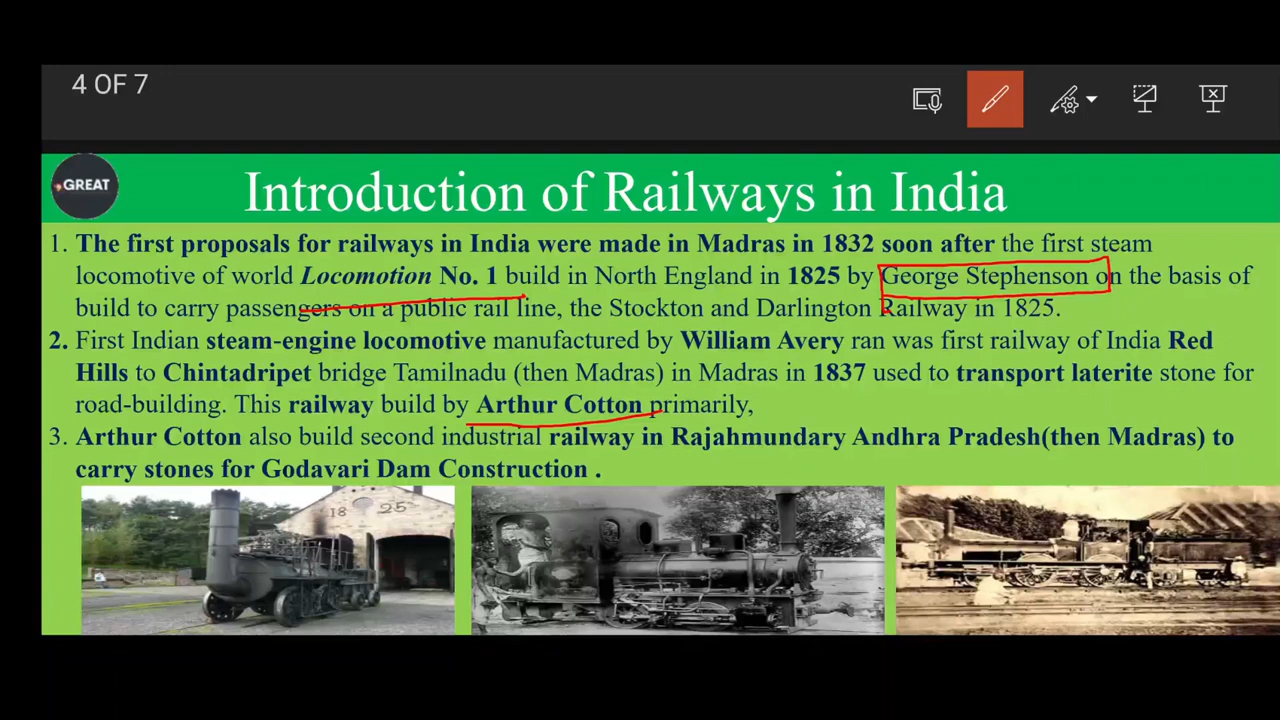 4 OF 7
GREAT
Introduction of Railways in India
1. The first proposals for railways in India were made in Madras in 1832 soon after the first steam
locomotive of world Locomotion No. 1 build in North England in 1825 by George Stephenson on the basis of
build to carry passengers on a public rail line, the Stockton and Darlington Railway in 1825.
2. First Indian steam-engine locomotive manufactured by William Avery ran was first railway of India Red
Hills to Chintadripet bridge Tamilnadu (then Madras) in Madras in 1837 used to transport laterite stone for
road-building. This railway build by Arthur Cotton primarily,
3. Arthur Cotton also build second industrial railway in Rajahmundary Andhra Pradesh(then Madras) to
carry stones for Godavari Dam Construction .
18 25